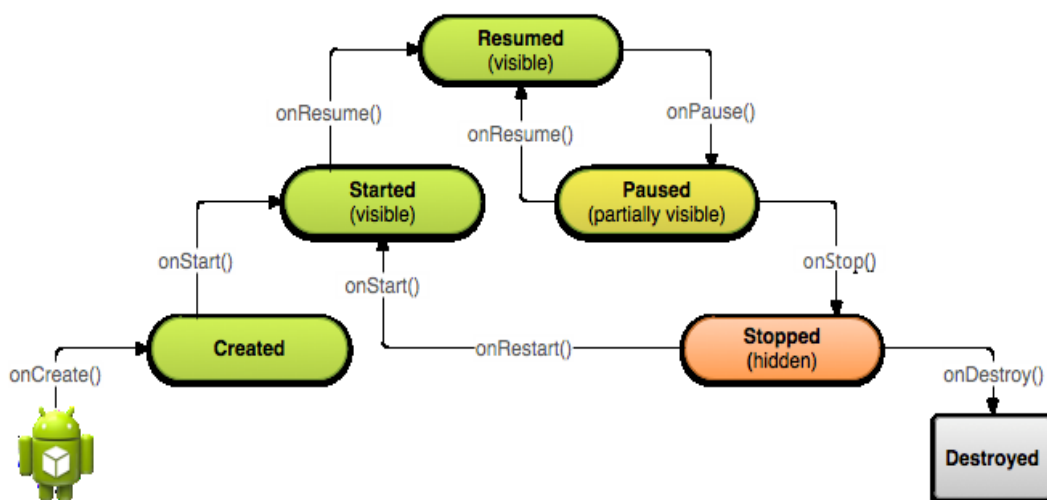 Resumed
(visible)
onResume()
onResume()
onPause()
Started
(visible)
Paused
(partially visible)
onStart()
onStart()
onStop()
Created
onRestart()
Stopped
(hidden)
onCreate()
onDestroy()
Destroyed